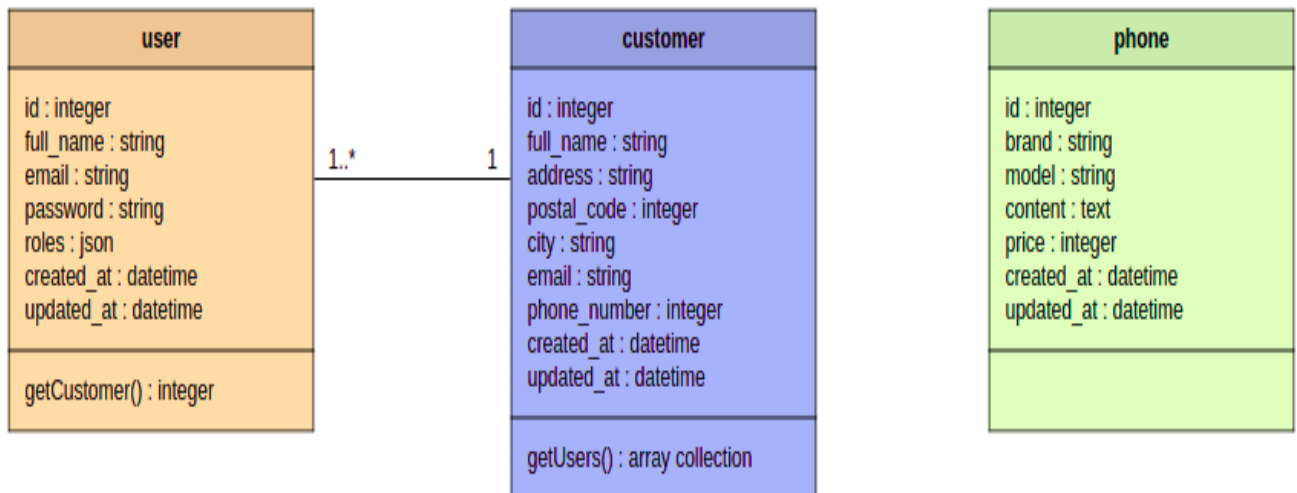 user
id : integer
full_name : string
email : string
password : string
roles : json
created_at : datetime
updated_at : datetime
getCustomer() : integer
1..*
1
customer
id : integer
full_name : string
address : string
postal_code : integer
city : string
email : string
phone_number : integer
created_at : datetime
updated_at : datetime
getUsers() : array collection
phone
id : integer
brand : string
model : string
content : text
price : integer
created_at : datetime
updated_at : datetime